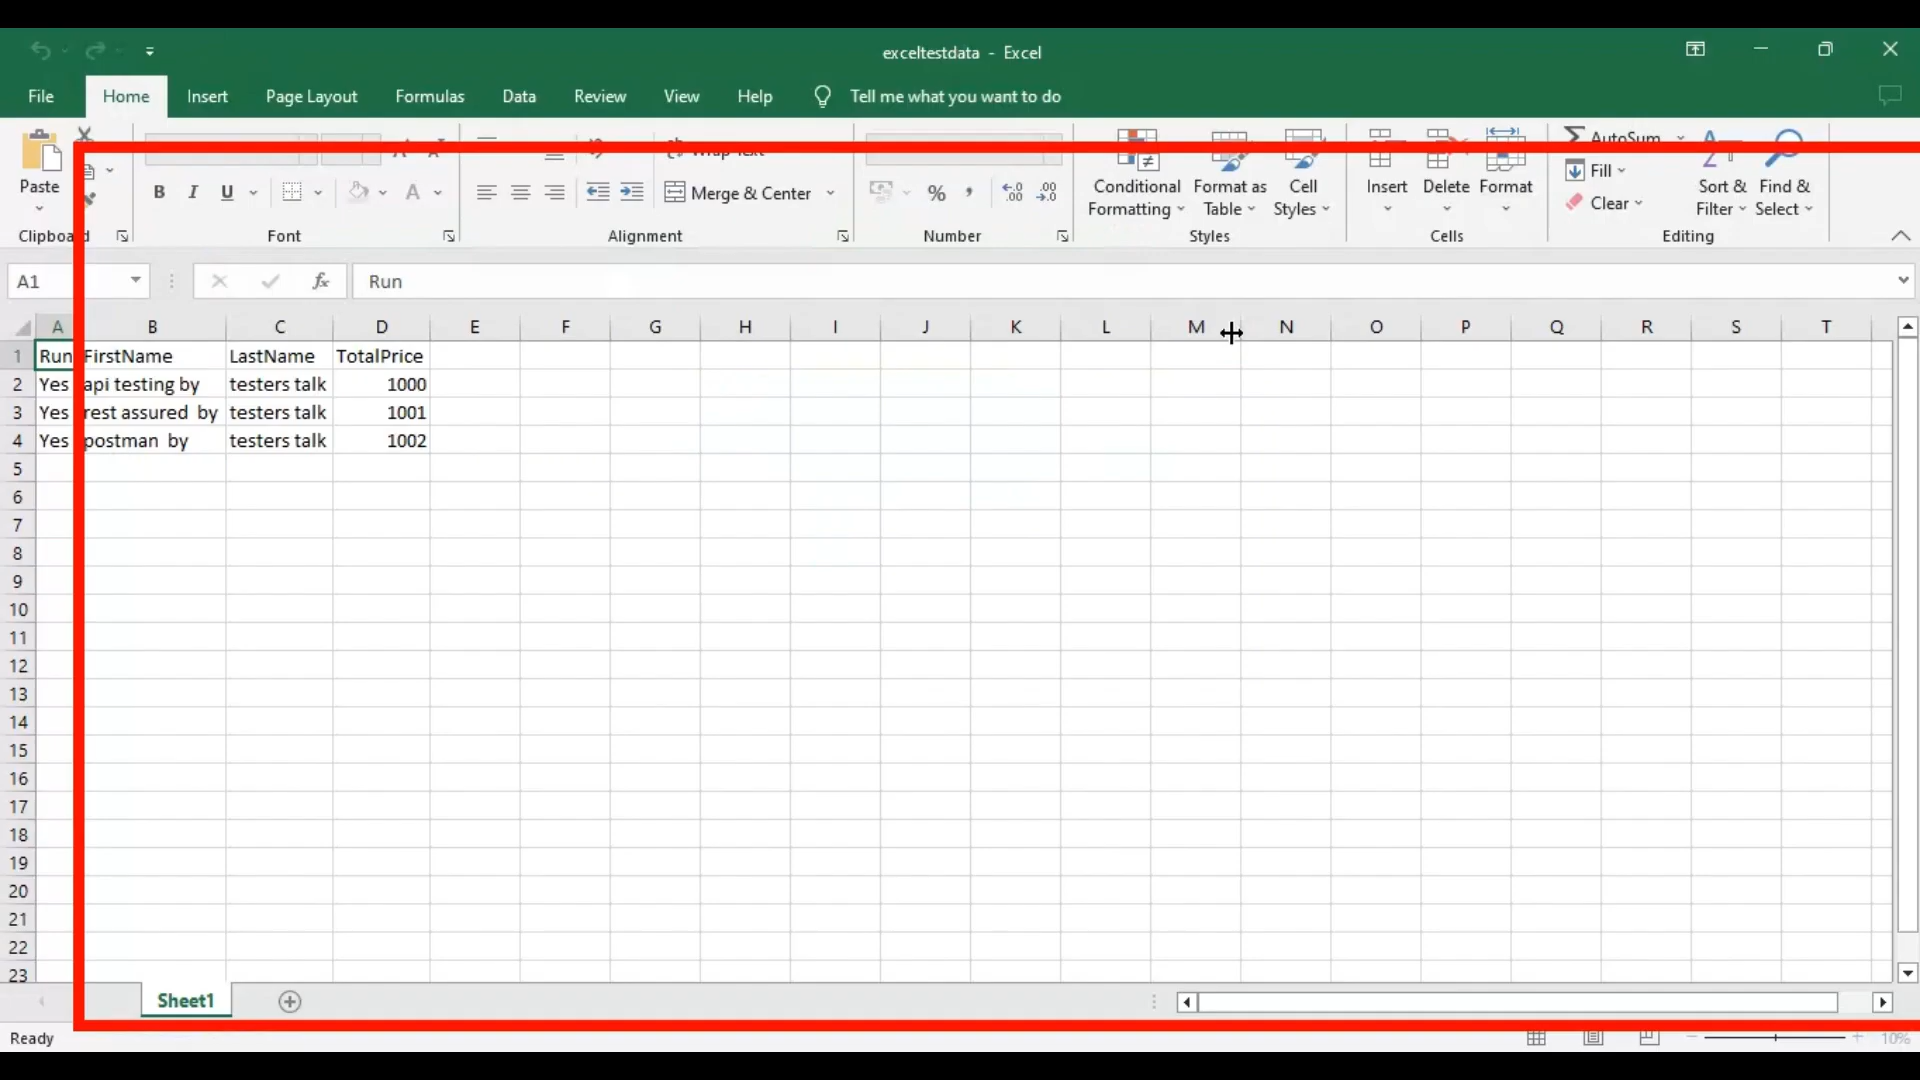 exceltestdata - Excel
File Home Insert Page Layout Formulas Data Review View Help Tell me what you want to do
Wrap Text AutoSum
Fill
Paste Conditional Format as Cell Insert Delete Format Sort & Find &
B I U A Merge & Center % , Formatting Table Styles Clear Filter Select
Clipboard Font Alignment Number Styles Cells Editing
A1 fx Run
A B C D E F G H I J K L M N O P Q R S T
1 Run FirstName LastName TotalPrice
2 Yes api testing by testers talk 1000
3 Yes rest assured by testers talk 1001
4 Yes postman by testers talk 1002
5
6
7
8
9
10
11
12
13
14
15
16
17
18
19
20
21
22
23
Sheet1
Ready